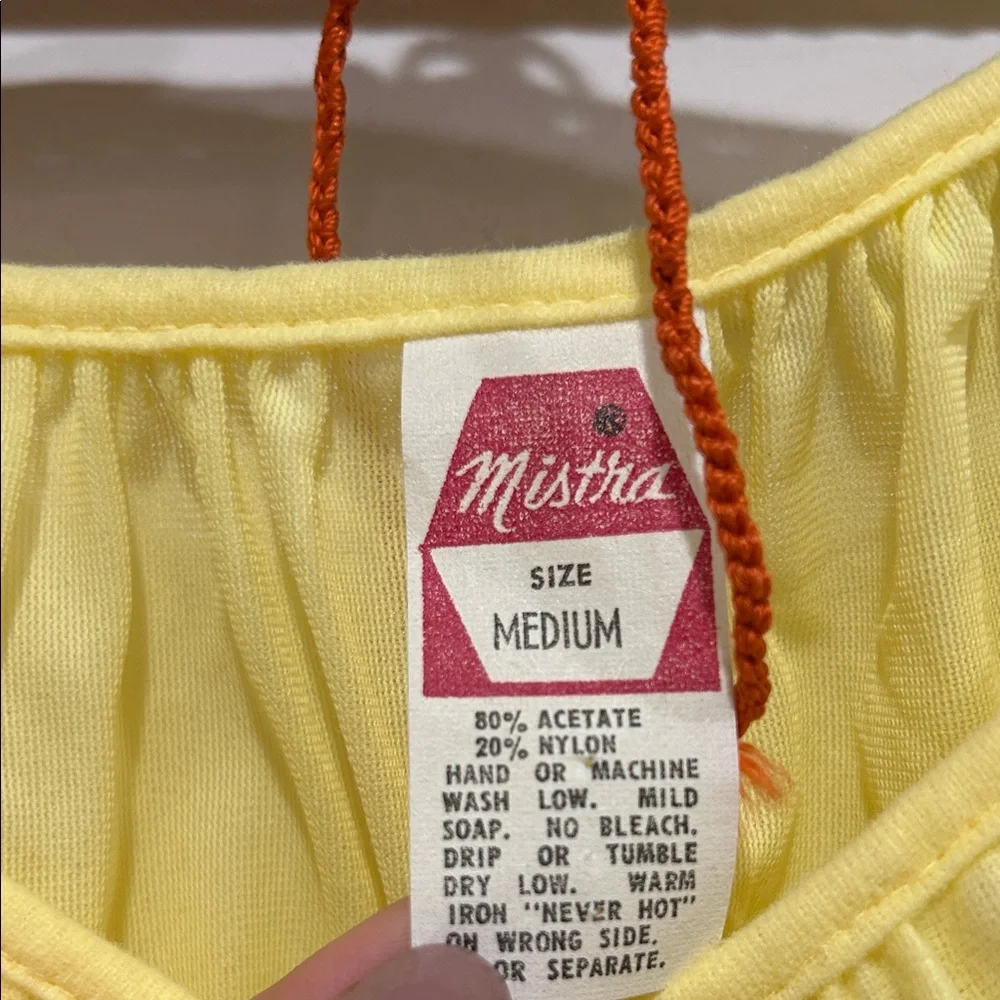 ®
Mistra
SIZE
MEDIUM
80% ACETATE
20% NYLON
HAND OR MACHINE
WASH LOW. MILD
SOAP. NO BLEACH.
DRIP OR TUMBLE
DRY LOW. WARM
IRON "NEVER HOT"
ON WRONG SIDE.
OR SEPARATE.